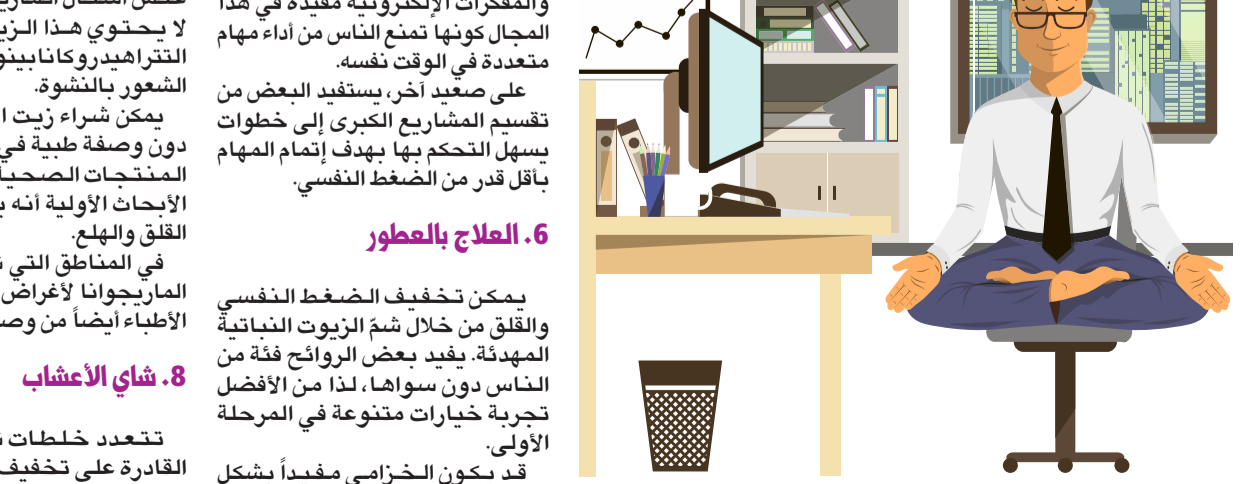 والمفكرات الإلكترونية مفيدة في هذا
المجال كونها تمنع الناس من أداء مهام
متعددة في الوقت نفسه.
على صعيد آخر، يستفيد البعض من
تقسيم المشاريع الكبرى إلى خطوات
يسهل التحكم بها بهدف إتمام المهام
بأقل قدر من الضغط النفسي.
6. العلاج بالعطور
يمكن تخفيف الضغط النفسي
والقلق من خلال شمّ الزيوت النباتية
المهدئة. يفيد بعض الروائح فئة من
الناس دون سواها، لذا من الأفضل
تجربة خيارات متنوعة في المرحلة
الأولى.
قد يكون الخزامى مفيداً بشكل
لا يحتوي هذا
الشعور بالنشوة.
يمكن شراء زيت
دون وصفة طبية في
المنتجات
الأبحاث الأولية أنه
القلق والهلع.
في المناطق التي
الماريجوانا لأغراض
الأطباء أيضاً من
8. شاي الأعشاب
تتعدد خلطات
القادرة على تخفيف